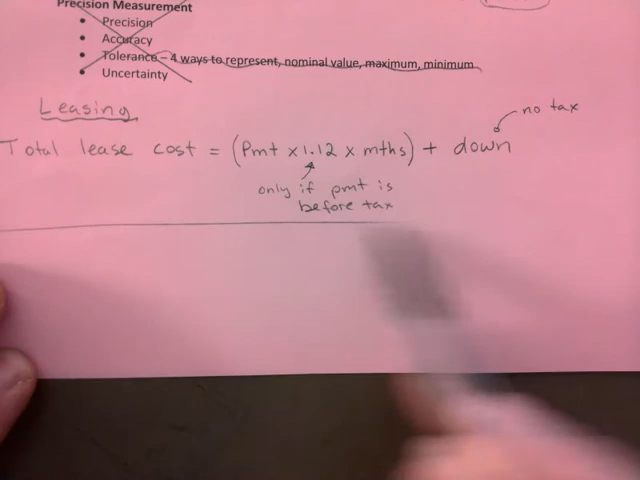 Precision Measurement
• Precision
• Accuracy
• Tolerance – 4 ways to represent, nominal value, maximum, minimum
• Uncertainty
Leasing
no tax
Total lease cost = (Pmt × 1.12 × mths) + down
only if pmt is
before tax